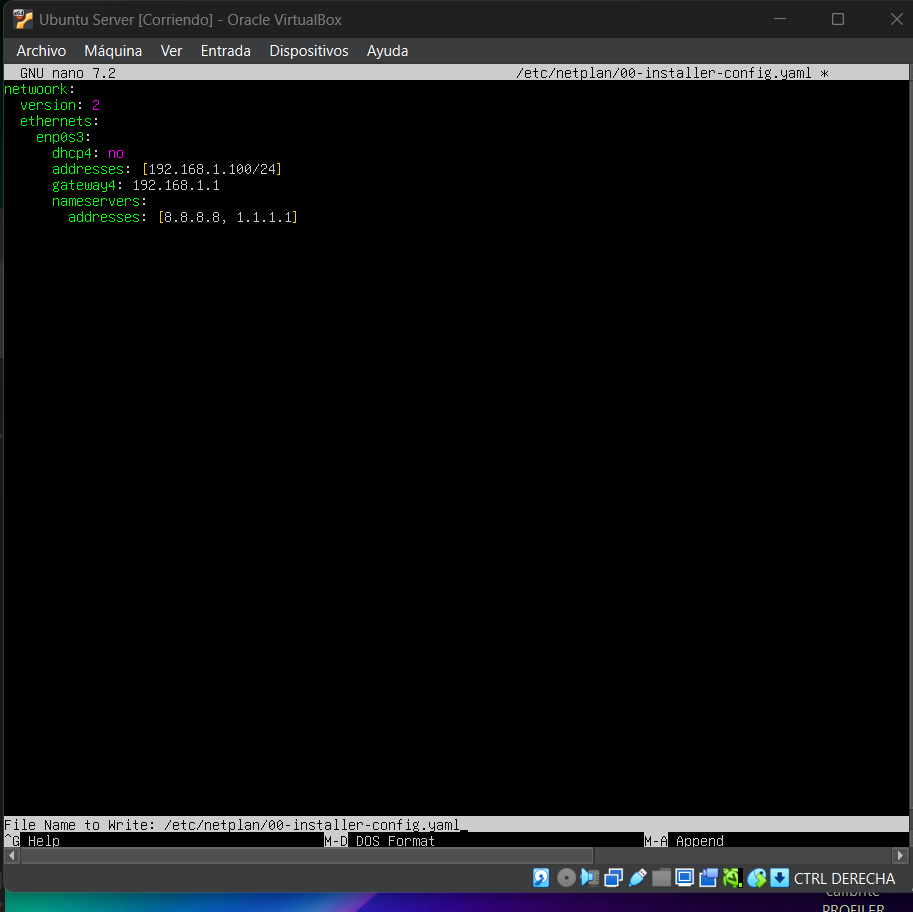 Ubuntu Server [Corriendo] - Oracle VirtualBox
Archivo Máquina Ver Entrada Dispositivos Ayuda
GNU nano 7.2 /etc/netplan/00-installer-config.yaml *
netwoork:
version: 2
ethernets:
enp0s3:
dhcp4: no
addresses: [192.168.1.100/24]
gateway4: 192.168.1.1
nameservers:
addresses: [8.8.8.8, 1.1.1.1]
File Name to Write: /etc/netplan/00-installer-config.yaml
^G Help M-D DOS Format M-A Append
CTRL DERECHA
calibrite
PROFILER